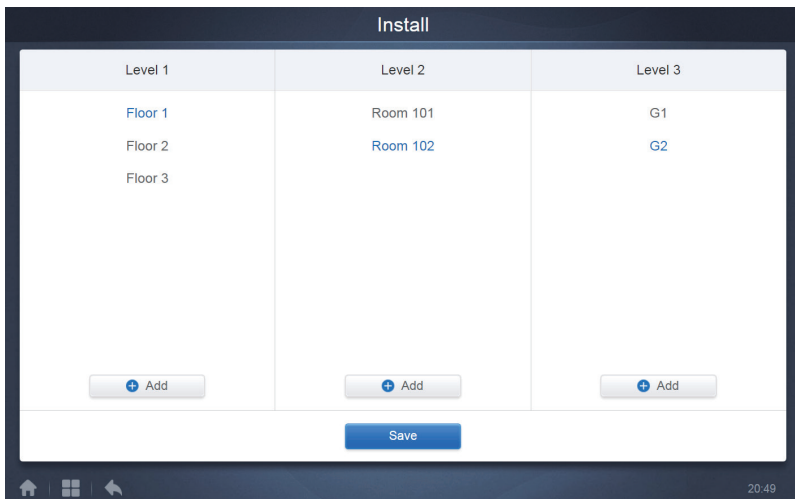 Install
Level 1 Level 2 Level 3
Floor 1 Room 101 G1
Floor 2 Room 102 G2
Floor 3
Add Add Add
Save
20:49